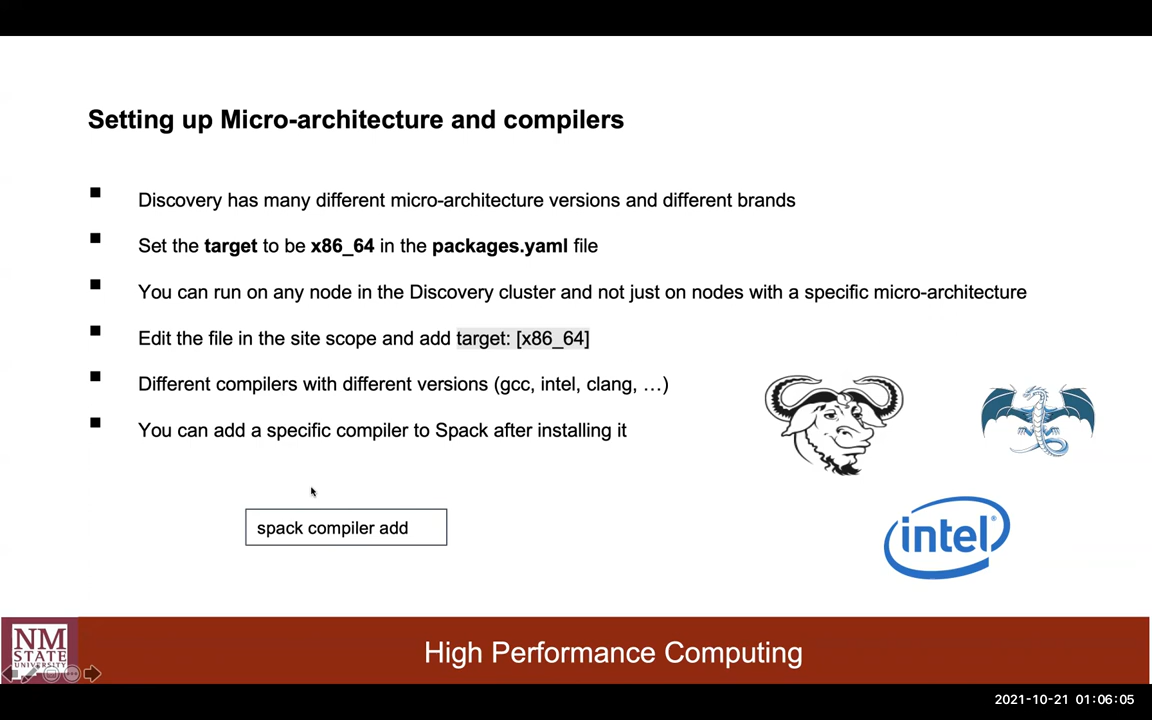 Setting up Micro-architecture and compilers
Discovery has many different micro-architecture versions and different brands
Set the target to be x86_64 in the packages.yaml file
You can run on any node in the Discovery cluster and not just on nodes with a specific micro-architecture
Edit the file in the site scope and add target: [x86_64]
Different compilers with different versions (gcc, intel, clang, …)
You can add a specific compiler to Spack after installing it
spack compiler add
intel®
NM
STATE
UNIVERSITY
High Performance Computing
2021-10-21 01:06:05